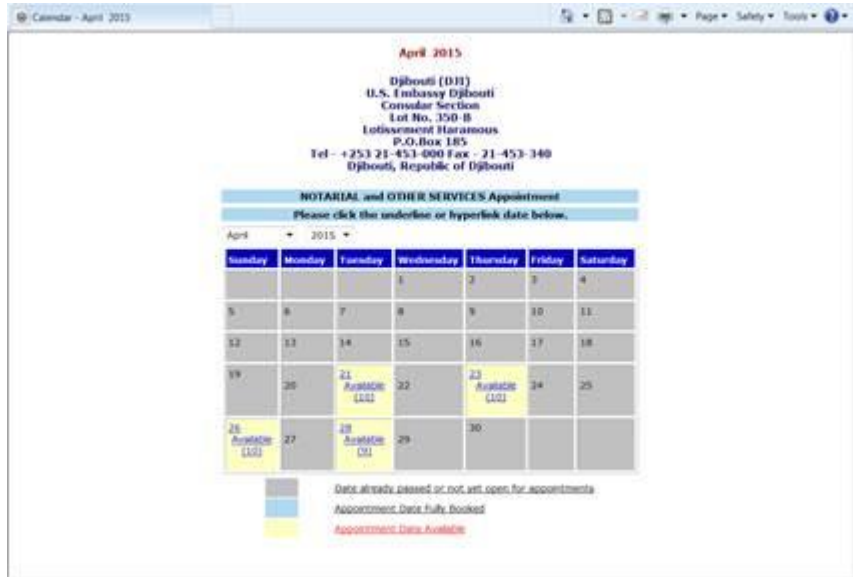 Calendar - April 2015
Page Safety Tools
April 2015
Djibouti (DJI)
U.S. Embassy Djibouti
Consular Section
Lot No. 350-B
Lotissement Haramous
P.O.Box 185
Tel - +253 21-453-000 Fax - 21-453-340
Djibouti, Republic of Djibouti
NOTARIAL and OTHER SERVICES Appointment
Please click the underline or hyperlink date below.
April 2015
Sunday Monday Tuesday Wednesday Thursday Friday Saturday
1 2 3 4
5 6 7 8 9 10 11
12 13 14 15 16 17 18
19 20 21 Available (10) 22 23 Available (10) 24 25
26 Available (10) 27 28 Available (9) 29 30
Date already passed or not yet open for appointments
Appointment Date Fully Booked
Appointment Date Available